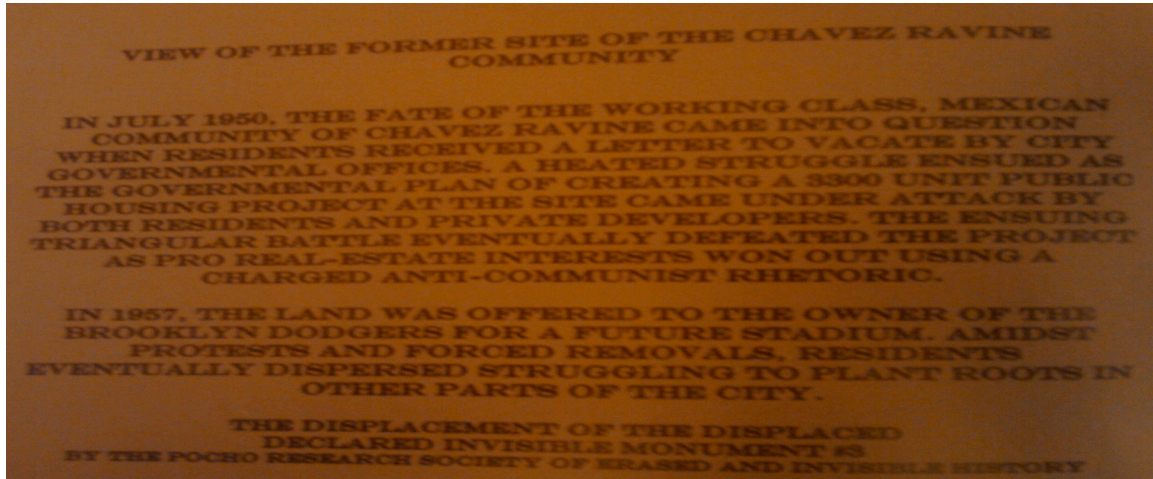 VIEW OF THE FORMER SITE OF THE CHAVEZ RAVINE
COMMUNITY
IN JULY 1950, THE FATE OF THE WORKING CLASS, MEXICAN
COMMUNITY OF CHAVEZ RAVINE CAME INTO QUESTION
WHEN RESIDENTS RECEIVED A LETTER TO VACATE BY CITY
GOVERNMENTAL OFFICES. A HEATED STRUGGLE ENSUED AS
THE GOVERNMENTAL PLAN OF CREATING A 3300 UNIT PUBLIC
HOUSING PROJECT AT THE SITE CAME UNDER ATTACK BY
BOTH RESIDENTS AND PRIVATE DEVELOPERS. THE ENSUING
TRIANGULAR BATTLE EVENTUALLY DEFEATED THE PROJECT
AS PRO REAL-ESTATE INTERESTS WON OUT USING A
CHARGED ANTI-COMMUNIST RHETORIC.
IN 1957, THE LAND WAS OFFERED TO THE OWNER OF THE
BROOKLYN DODGERS FOR A FUTURE STADIUM. AMIDST
PROTESTS AND FORCED REMOVALS, RESIDENTS
EVENTUALLY DISPERSED STRUGGLING TO PLANT ROOTS IN
OTHER PARTS OF THE CITY.
THE DISPLACKMENT OF THE DISPLACED
DECLARED INVISIBLE MONUMENT #3
BY THE POCHO RESEARCH SOCIETY OF ERASED AND INVISIBLE HISTORY